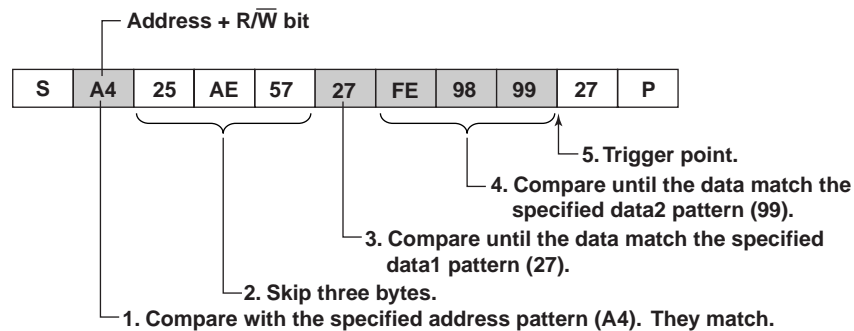 Address + R/W̅ bit
S A4 25 AE 57 27 FE 98 99 27 P
5. Trigger point.
4. Compare until the data match the
specified data2 pattern (99).
3. Compare until the data match the specified
data1 pattern (27).
2. Skip three bytes.
1. Compare with the specified address pattern (A4). They match.